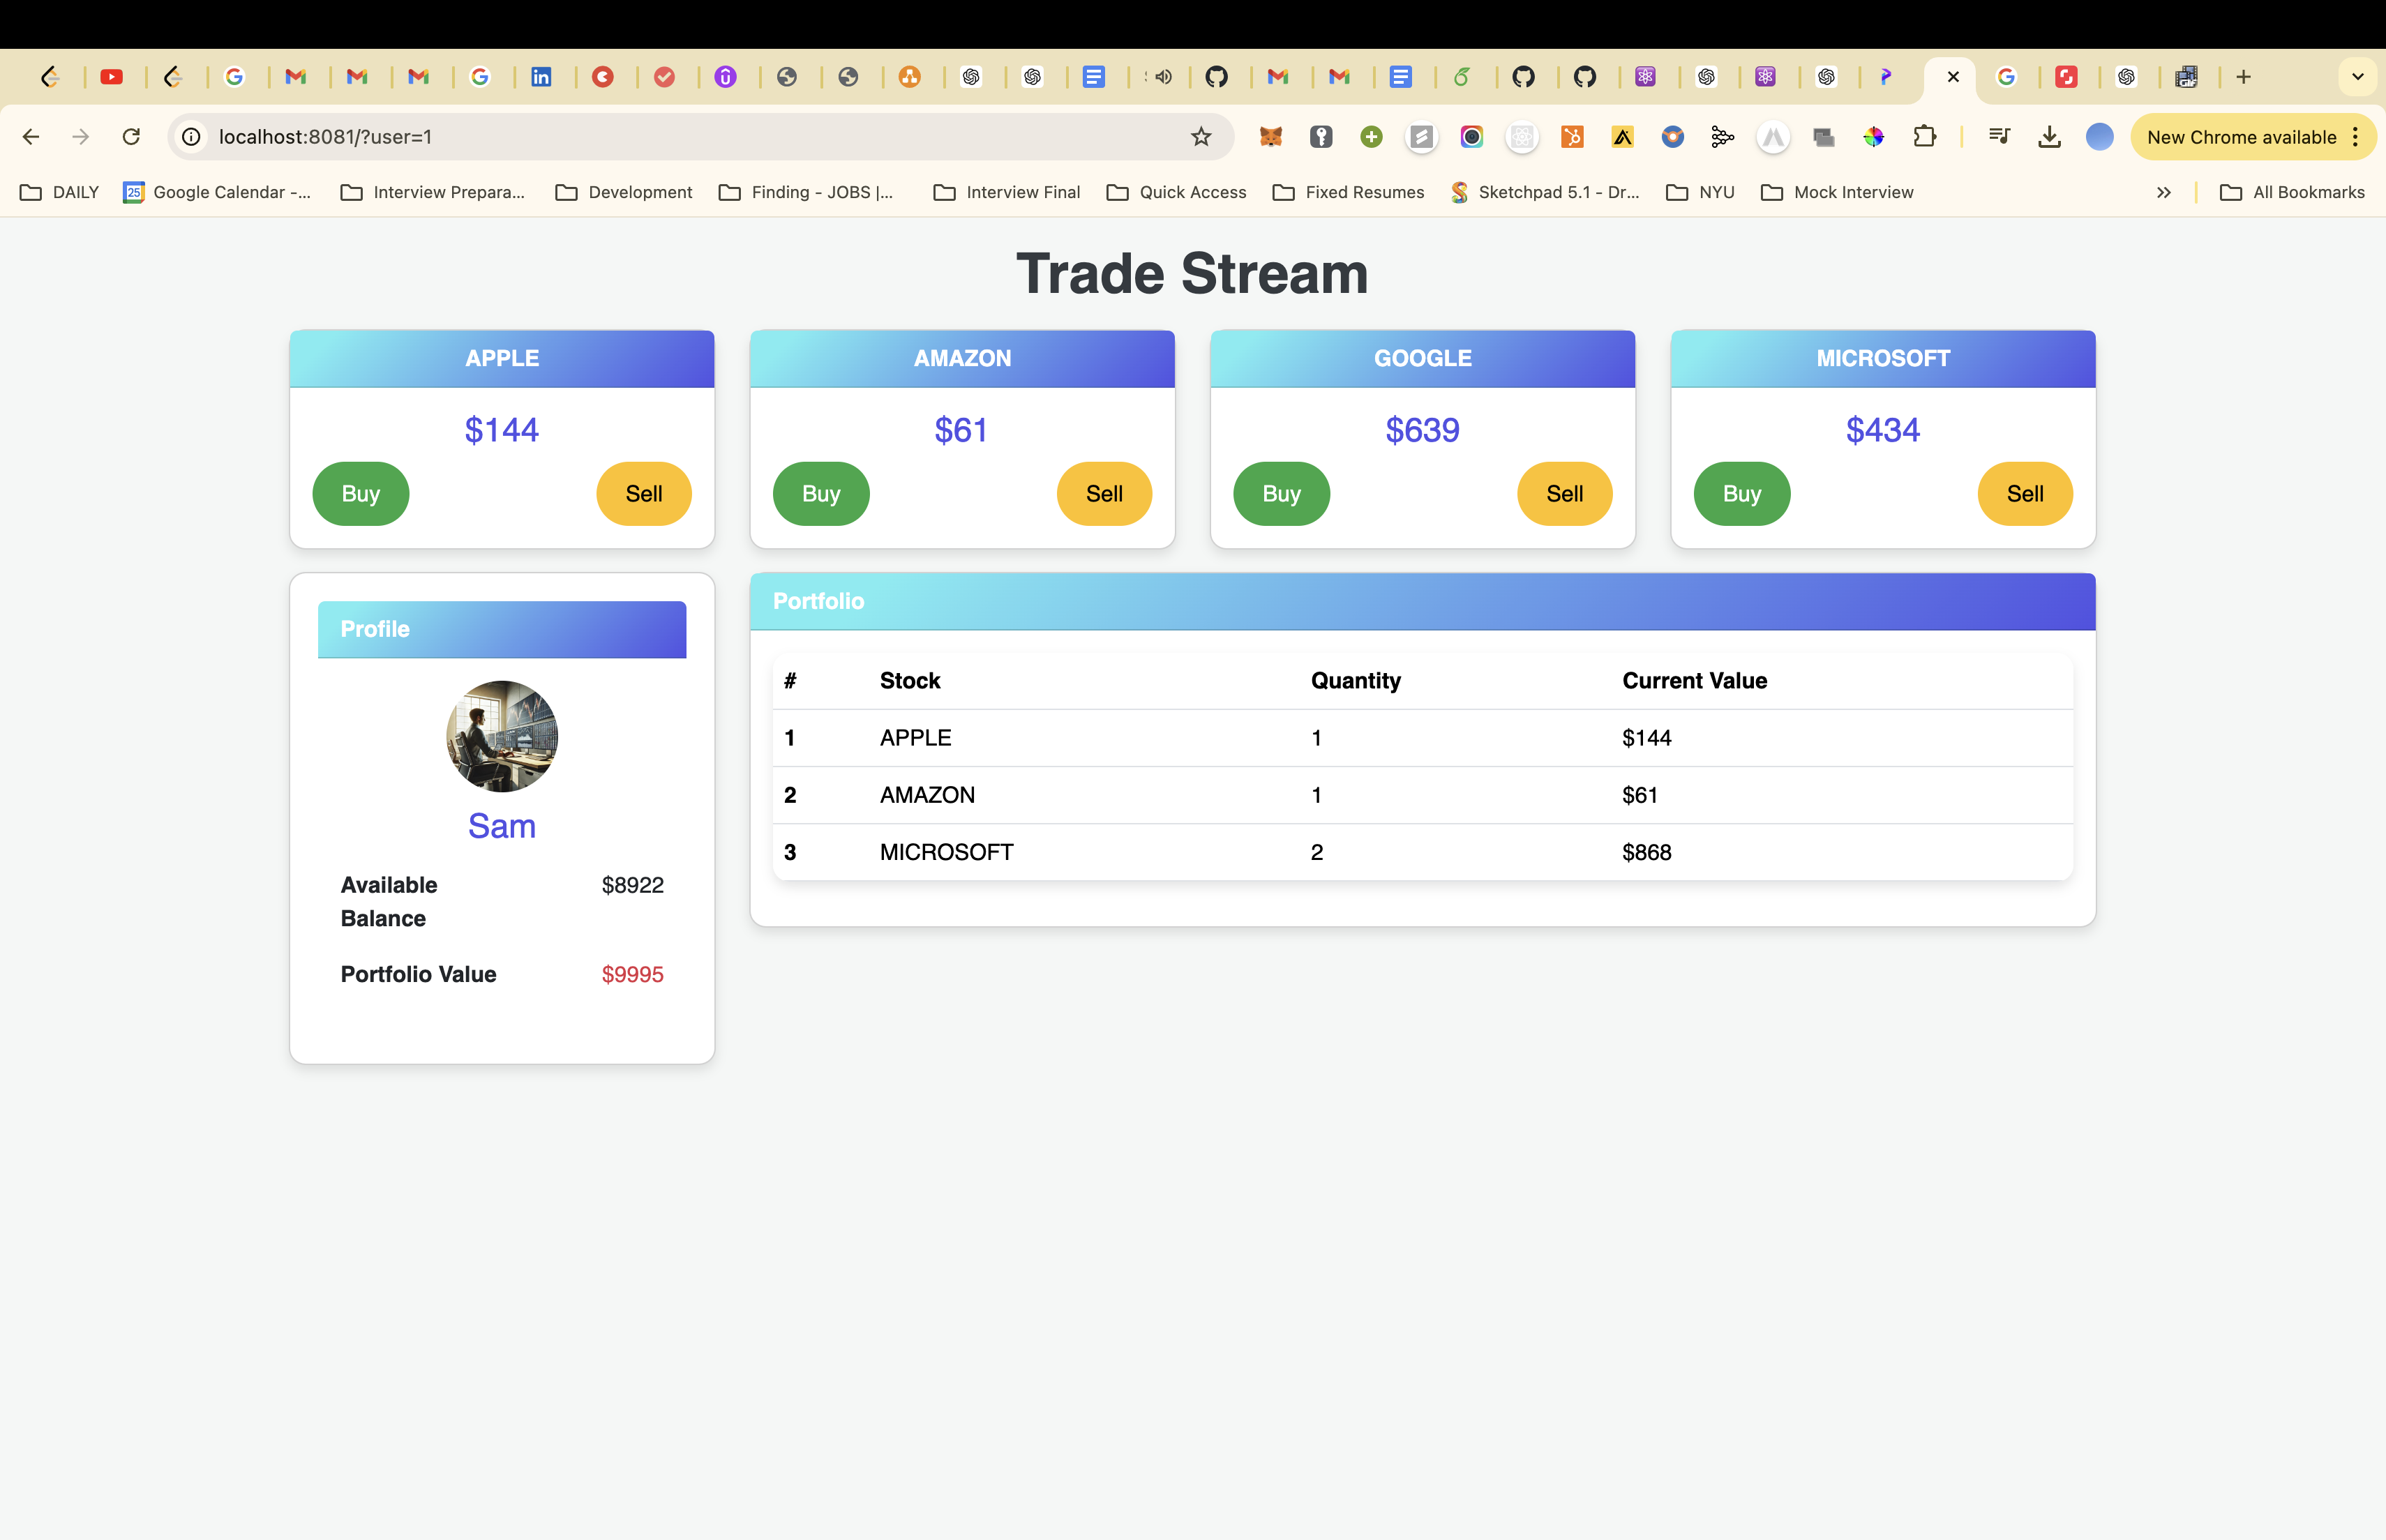 localhost:8081/?user=1
New Chrome available
DAILY
25
Google Calendar -...
Interview Prepara...
Development
Finding - JOBS |...
Interview Final
Quick Access
Fixed Resumes
Sketchpad 5.1 - Dr...
NYU
Mock Interview
All Bookmarks
Trade Stream
APPLE
AMAZON
GOOGLE
MICROSOFT
$144
$61
$639
$434
Buy
Sell
Buy
Sell
Buy
Sell
Buy
Sell
Profile
Sam
Available
Balance
$8922
Portfolio Value
$9995
Portfolio
# Stock Quantity Current Value
1 APPLE 1 $144
2 AMAZON 1 $61
3 MICROSOFT 2 $868